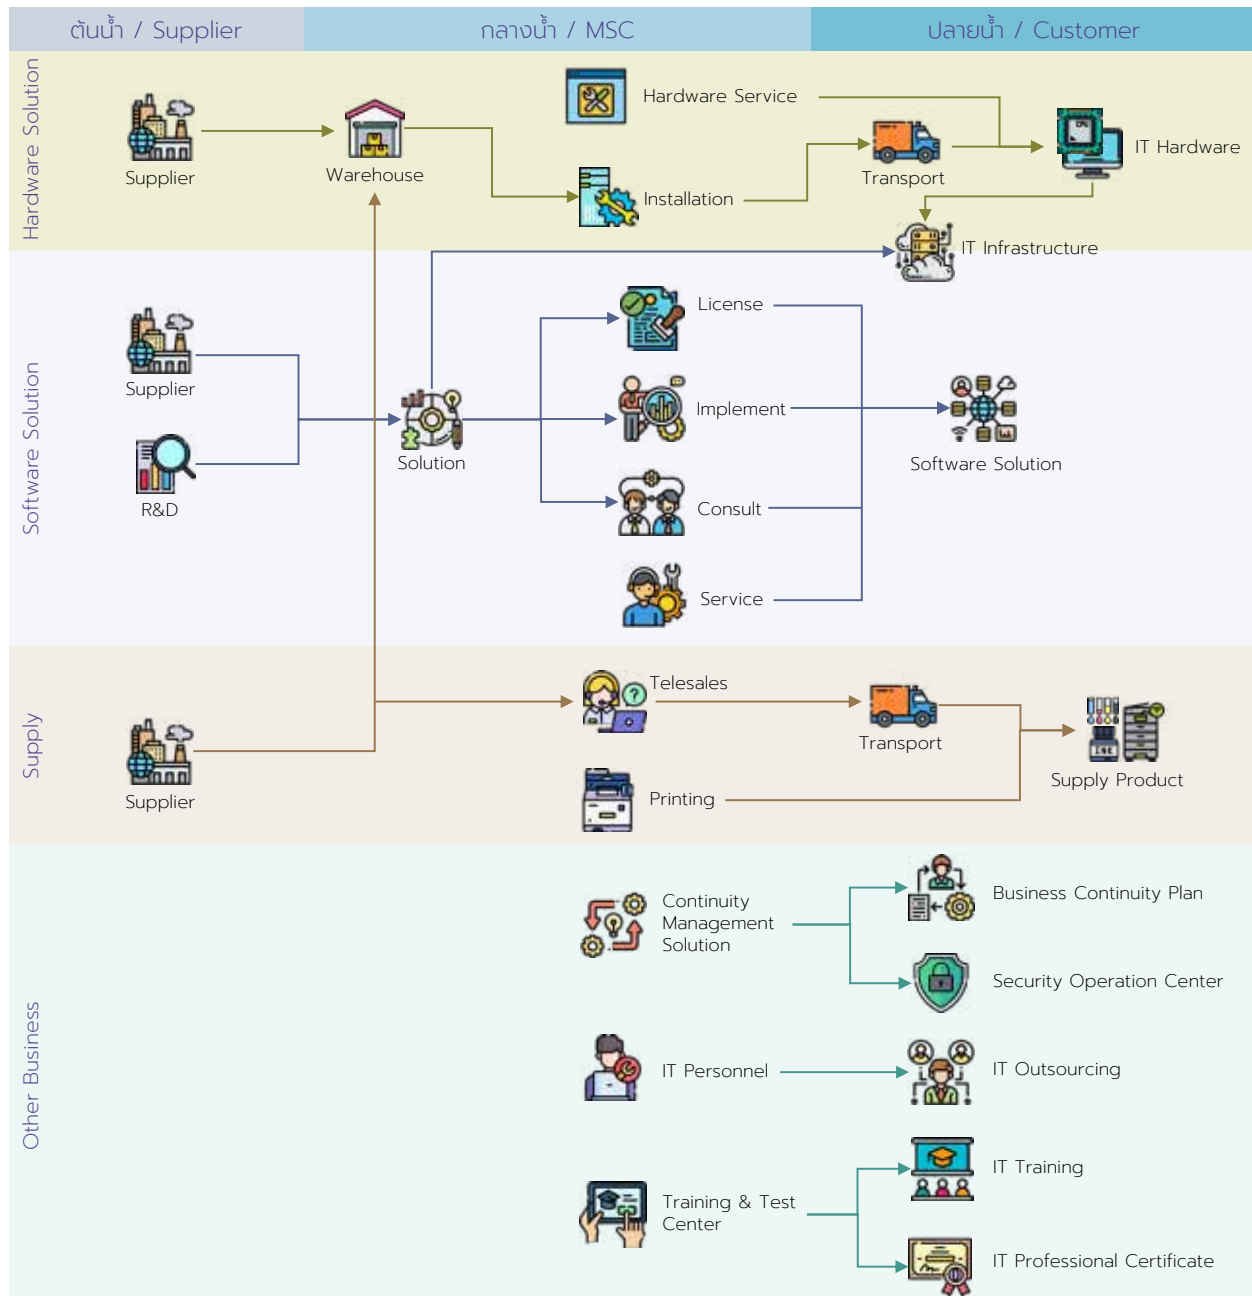 ต้นน้ำ / Supplier
กลางน้ำ / MSC
ปลายน้ำ / Customer
Hardware Solution
Supplier
Warehouse
Hardware Service
Installation
Transport
IT Hardware
IT Infrastructure
Software Solution
Supplier
R&D
Solution
License
Implement
Consult
Service
Software Solution
Supply
Supplier
Telesales
Printing
Transport
INK
Supply Product
Other Business
Continuity
Management
Solution
Business Continuity Plan
Security Operation Center
IT Personnel
IT Outsourcing
Training & Test
Center
IT Training
IT Professional Certificate